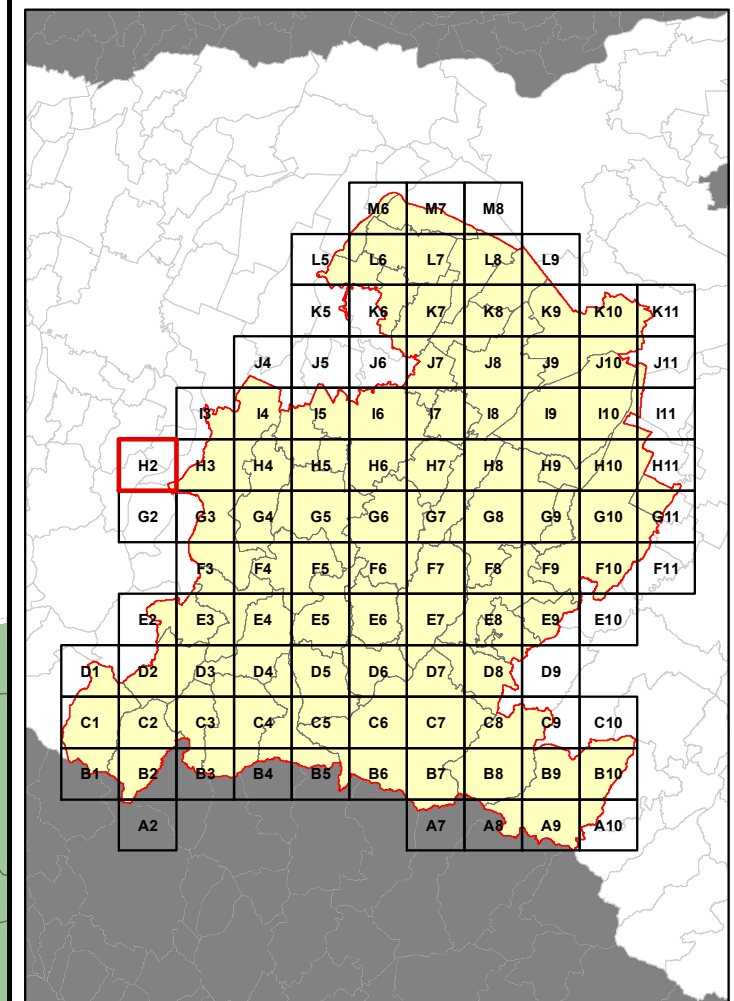 M6 M7 M8
L5 L6 L7 L8 L9
K5 K6 K7 K8 K9 K10 K11
J4 J5 J6 J7 J8 J9 J10 J11
I3 I4 I5 I6 I7 I8 I9 I10 I11
H2 H3 H4 H5 H6 H7 H8 H9 H10 H11
G2 G3 G4 G5 G6 G7 G8 G9 G10 G11
F3 F4 F5 F6 F7 F8 F9 F10 F11
E2 E3 E4 E5 E6 E7 E8 E9 E10
D1 D2 D3 D4 D5 D6 D7 D8 D9
C1 C2 C3 C4 C5 C6 C7 C8 C9 C10
B1 B2 B3 B4 B5 B6 B7 B8 B9 B10
A2 A7 A8 A9 A10